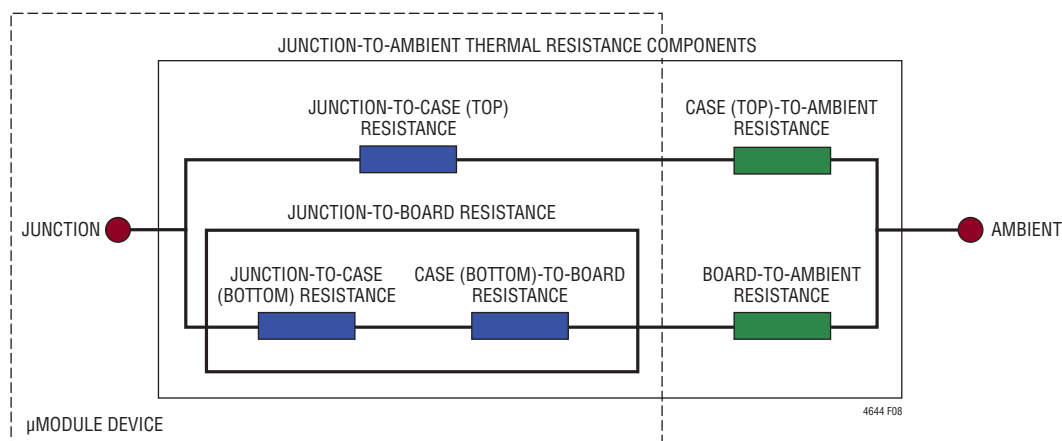 JUNCTION-TO-AMBIENT THERMAL RESISTANCE COMPONENTS
JUNCTION-TO-CASE (TOP)
RESISTANCE
CASE (TOP)-TO-AMBIENT
RESISTANCE
JUNCTION-TO-BOARD RESISTANCE
JUNCTION
AMBIENT
JUNCTION-TO-CASE
(BOTTOM) RESISTANCE
CASE (BOTTOM)-TO-BOARD
RESISTANCE
BOARD-TO-AMBIENT
RESISTANCE
4644 F08
µMODULE DEVICE